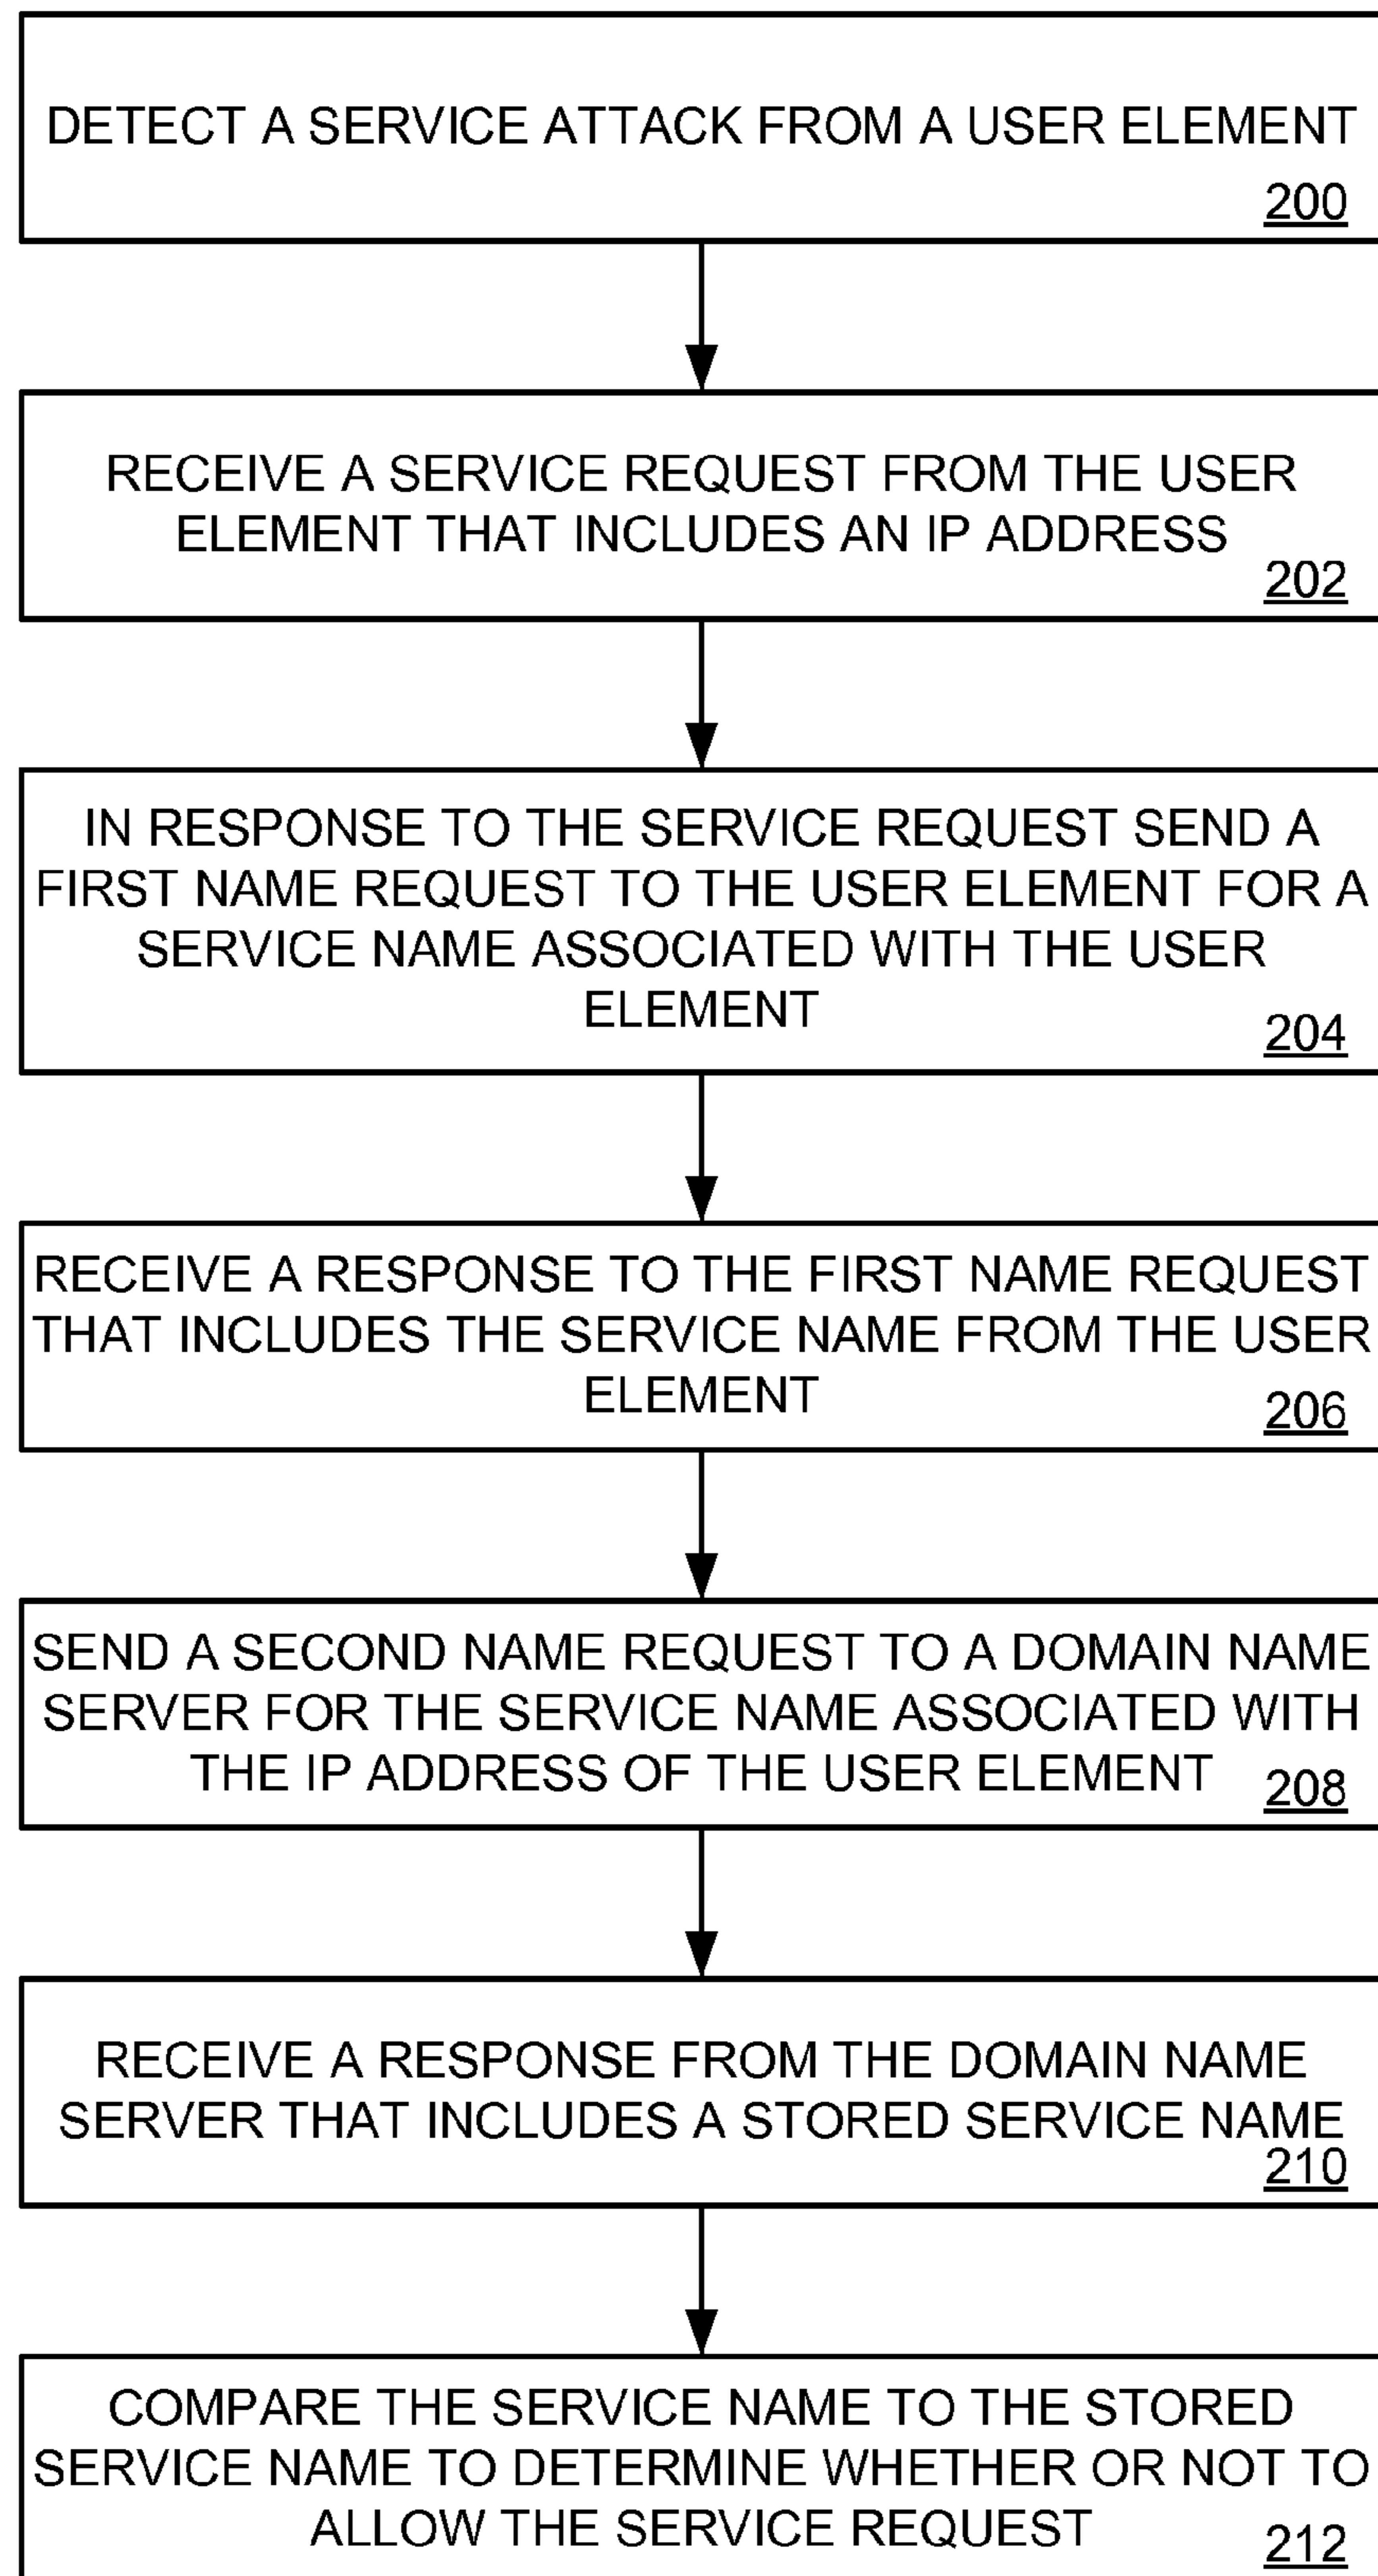 DETECT A SERVICE ATTACK FROM A USER ELEMENT
200
RECEIVE A SERVICE REQUEST FROM THE USER
ELEMENT THAT INCLUDES AN IP ADDRESS
202
IN RESPONSE TO THE SERVICE REQUEST SEND A
FIRST NAME REQUEST TO THE USER ELEMENT FOR A
SERVICE NAME ASSOCIATED WITH THE USER
ELEMENT
204
RECEIVE A RESPONSE TO THE FIRST NAME REQUEST
THAT INCLUDES THE SERVICE NAME FROM THE USER
ELEMENT
206
SEND A SECOND NAME REQUEST TO A DOMAIN NAME
SERVER FOR THE SERVICE NAME ASSOCIATED WITH
THE IP ADDRESS OF THE USER ELEMENT
208
RECEIVE A RESPONSE FROM THE DOMAIN NAME
SERVER THAT INCLUDES A STORED SERVICE NAME
210
COMPARE THE SERVICE NAME TO THE STORED
SERVICE NAME TO DETERMINE WHETHER OR NOT TO
ALLOW THE SERVICE REQUEST
212